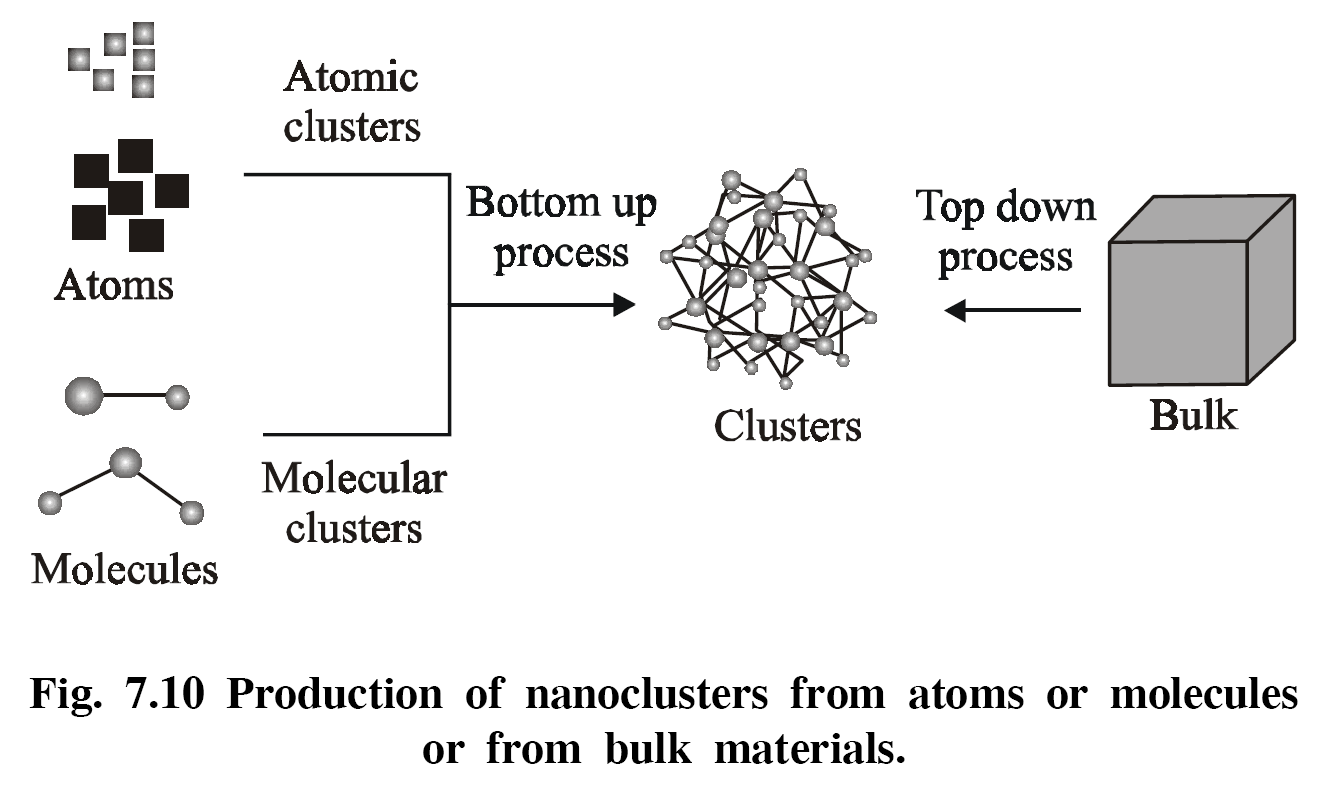 Atomic
clusters
Atoms
Bottom up
process
Top down
process
Clusters
Bulk
Molecular
clusters
Molecules
Fig. 7.10 Production of nanoclusters from atoms or molecules
or from bulk materials.